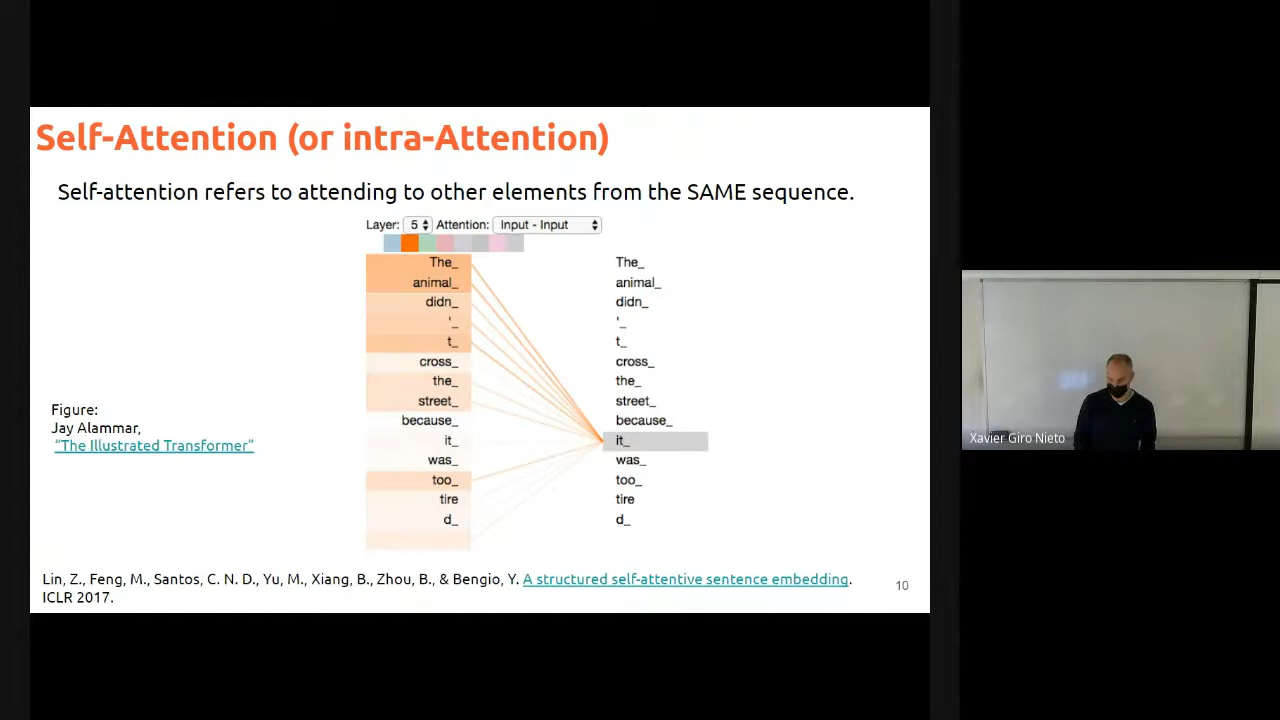 Self-Attention (or intra-Attention)
Self-attention refers to attending to other elements from the SAME sequence.
Layer: 5 Attention: Input - Input
The_ The_
animal_ animal_
didn_ didn_
'_ '_
t_ t_
cross_ cross_
the_ the_
street_ street_
because_ because_
it_ it_
was_ was_
too_ too_
tire tire
d_ d_
Figure:
Jay Alammar,
“The Illustrated Transformer”
Lin, Z., Feng, M., Santos, C. N. D., Yu, M., Xiang, B., Zhou, B., & Bengio, Y. A structured self-attentive sentence embedding.
ICLR 2017.
10
Xavier Giro Nieto